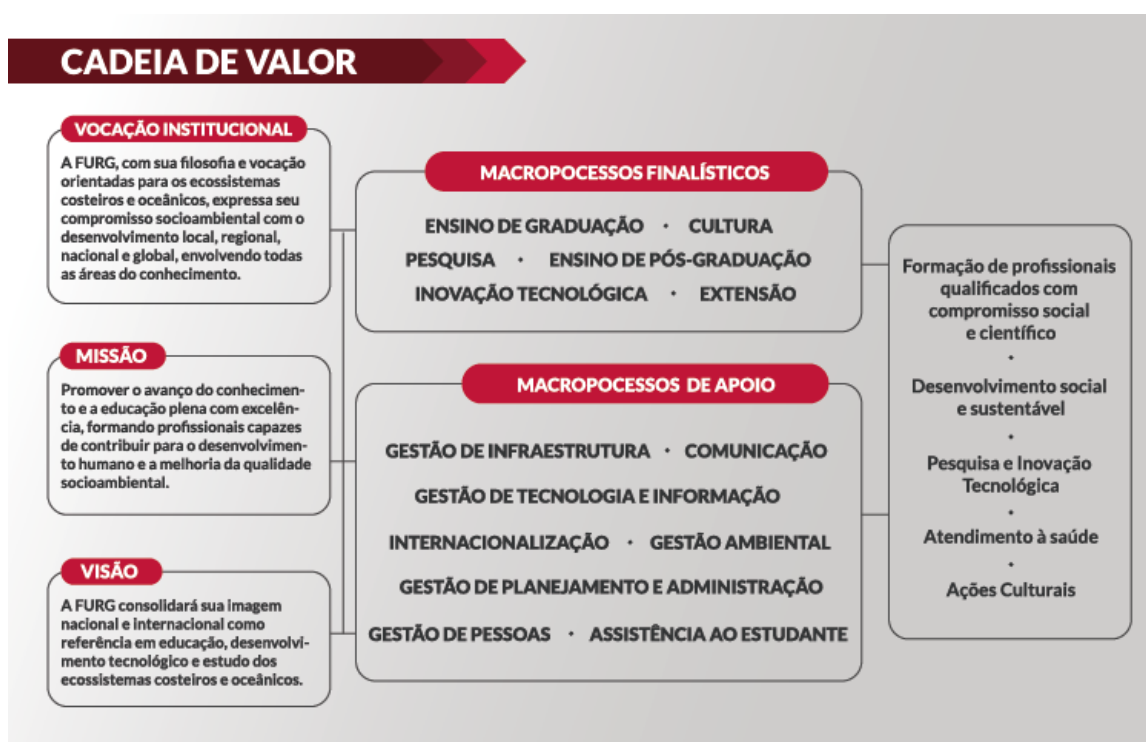 CADEIA DE VALOR
VOCAÇÃO INSTITUCIONAL
A FURG, com sua filosofia e vocação
orientadas para os ecossistemas
costeiros e oceânicos, expressa seu
compromisso socioambiental com o
desenvolvimento local, regional,
nacional e global, envolvendo todas
as áreas do conhecimento.
MISSÃO
Promover o avanço do conhecimen-
to e a educação plena com excelên-
cia, formando profissionais capazes
de contribuir para o desenvolvimen-
to humano e a melhoria da qualidade
socioambiental.
VISÃO
A FURG consolidará sua imagem
nacional e internacional como
referência em educação, desenvolvi-
mento tecnológico e estudo dos
ecossistemas costeiros e oceânicos.
MACROPOCESSOS FINALÍSTICOS
ENSINO DE GRADUAÇÃO · CULTURA
PESQUISA · ENSINO DE PÓS-GRADUAÇÃO
INOVAÇÃO TECNOLÓGICA · EXTENSÃO
MACROPOCESSOS DE APOIO
GESTÃO DE INFRAESTRUTURA · COMUNICAÇÃO
GESTÃO DE TECNOLOGIA E INFORMAÇÃO
INTERNACIONALIZAÇÃO · GESTÃO AMBIENTAL
GESTÃO DE PLANEJAMENTO E ADMINISTRAÇÃO
GESTÃO DE PESSOAS · ASSISTÊNCIA AO ESTUDANTE
Formação de profissionais
qualificados com
compromisso social
e científico
·
Desenvolvimento social
e sustentável
·
Pesquisa e Inovação
Tecnológica
·
Atendimento à saúde
·
Ações Culturais